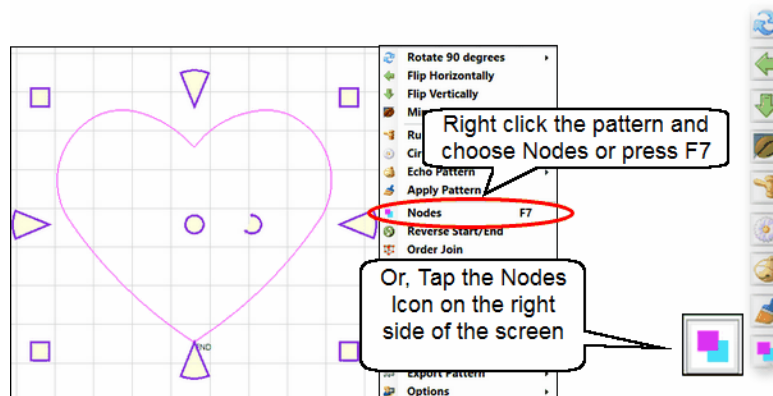 Rotate 90 degrees
Flip Horizontally
Flip Vertically
Right click the pattern and
choose Nodes or press F7
Echo Pattern
Apply Pattern
Nodes F7
Reverse Start/End
Order Join
Or, Tap the Nodes
Icon on the right
side of the screen
END
Export Pattern
Options